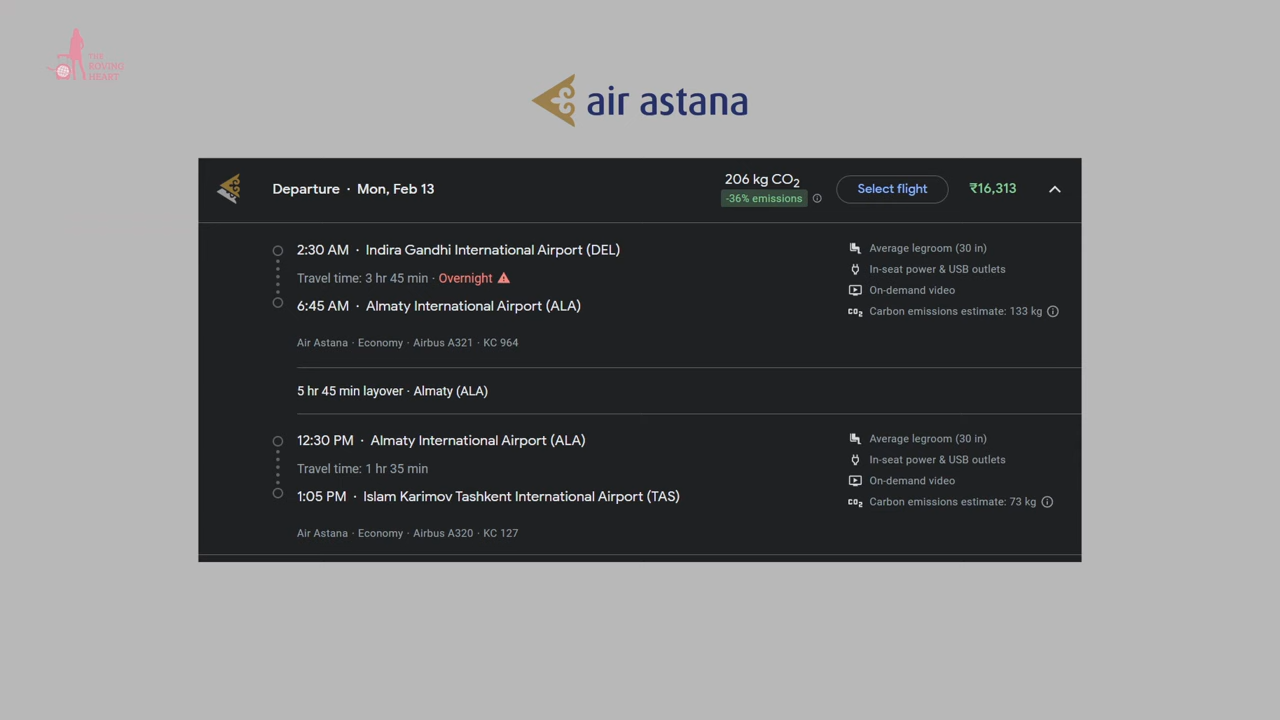 THE
ROVING
HEART
air astana
Departure · Mon, Feb 13
206 kg CO2
-36% emissions
Select flight
₹16,313
2:30 AM · Indira Gandhi International Airport (DEL)
Travel time: 3 hr 45 min · Overnight
6:45 AM · Almaty International Airport (ALA)
Air Astana · Economy · Airbus A321 · KC 964
Average legroom (30 in)
In-seat power & USB outlets
On-demand video
CO2 Carbon emissions estimate: 133 kg
5 hr 45 min layover · Almaty (ALA)
12:30 PM · Almaty International Airport (ALA)
Travel time: 1 hr 35 min
1:05 PM · Islam Karimov Tashkent International Airport (TAS)
Air Astana · Economy · Airbus A320 · KC 127
Average legroom (30 in)
In-seat power & USB outlets
On-demand video
CO2 Carbon emissions estimate: 73 kg